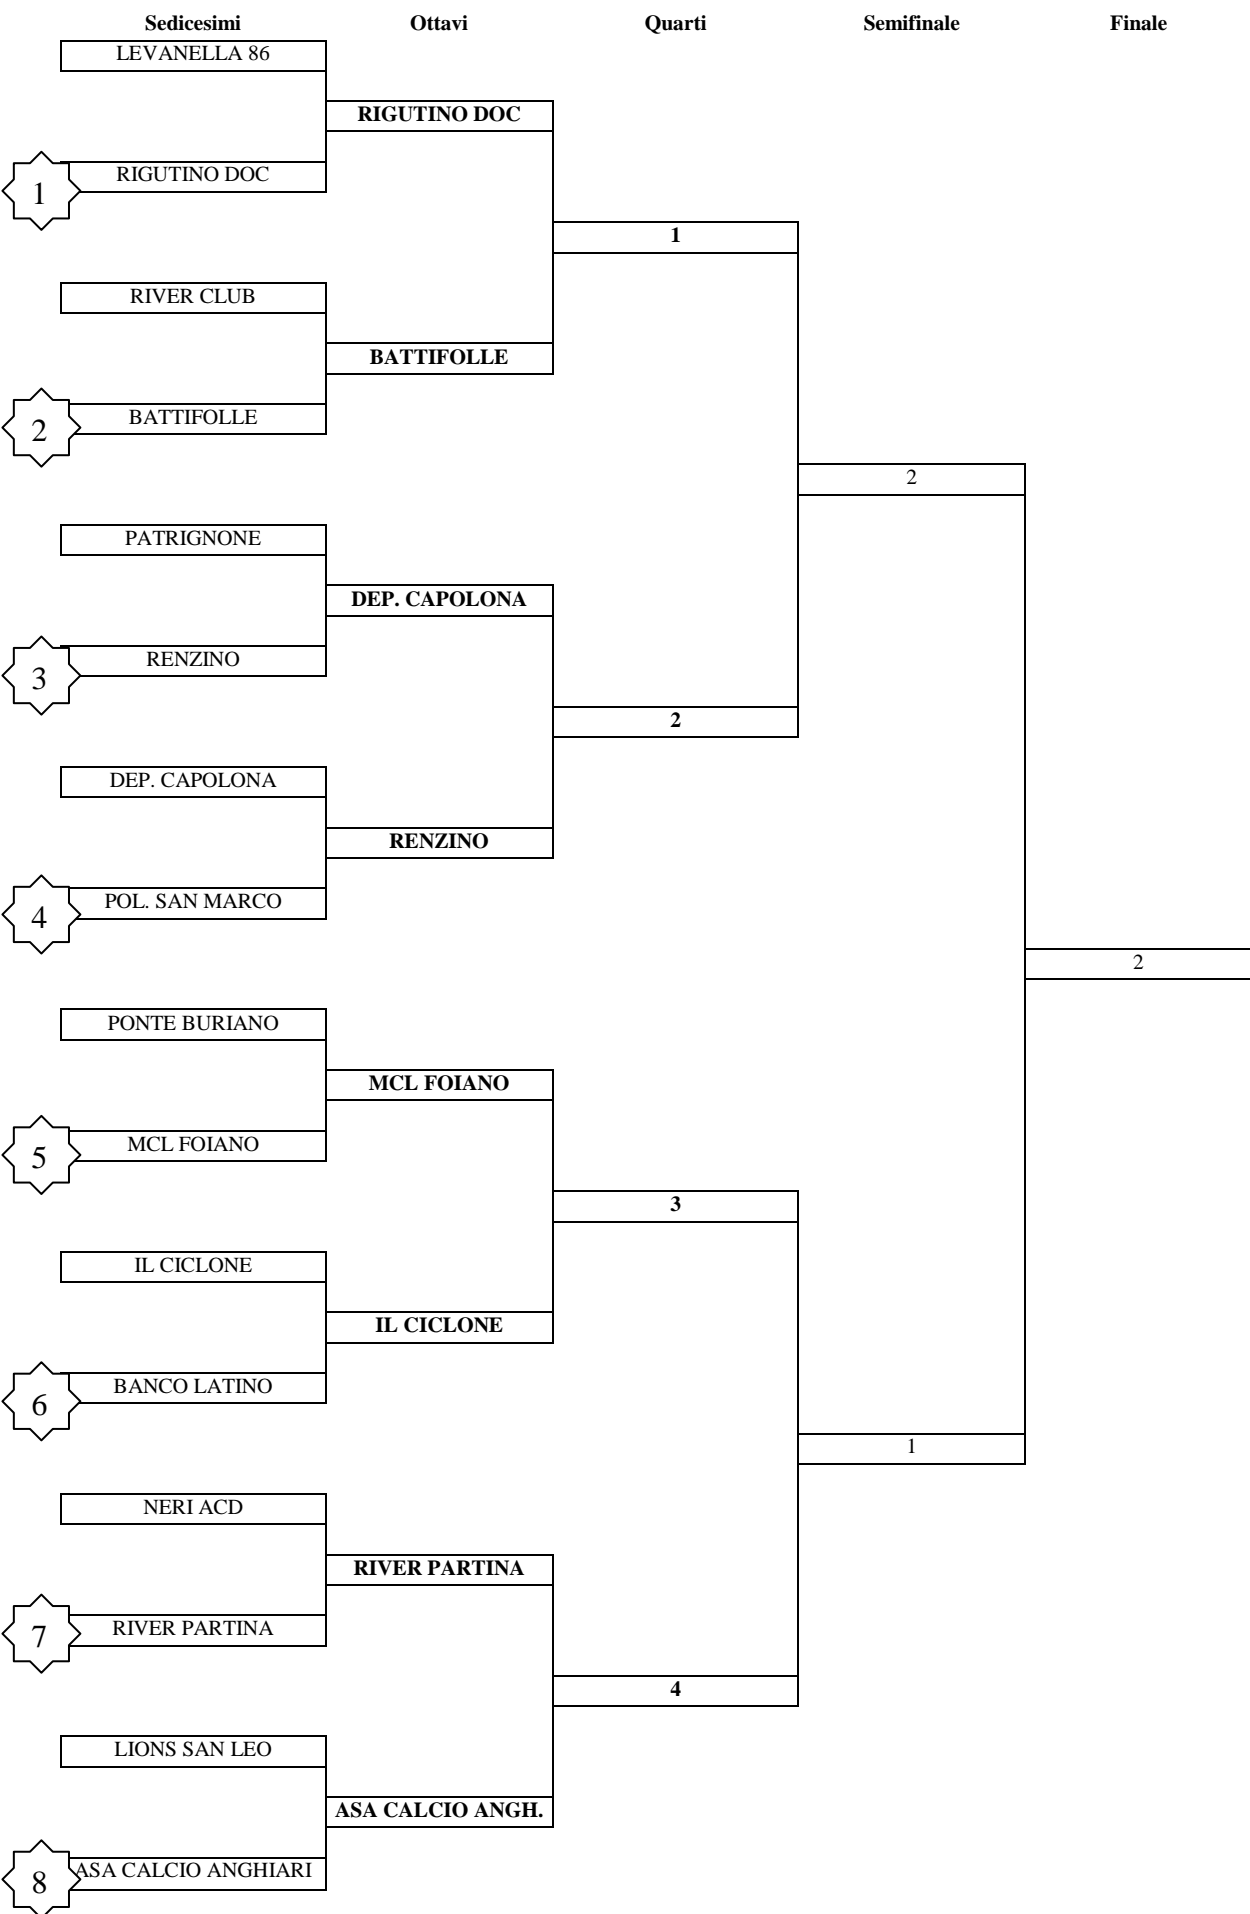 Sedicesimi Ottavi Quarti Semifinale Finale
LEVANELLA 86
RIGUTINO DOC
1 RIGUTINO DOC
1
RIVER CLUB
BATTIFOLLE
2 BATTIFOLLE
2
PATRIGNONE
DEP. CAPOLONA
3 RENZINO
2
DEP. CAPOLONA
RENZINO
4 POL. SAN MARCO
2
PONTE BURIANO
MCL FOIANO
5 MCL FOIANO
3
IL CICLONE
IL CICLONE
6 BANCO LATINO
1
NERI ACD
RIVER PARTINA
7 RIVER PARTINA
4
LIONS SAN LEO
ASA CALCIO ANGH.
8 ASA CALCIO ANGHIARI